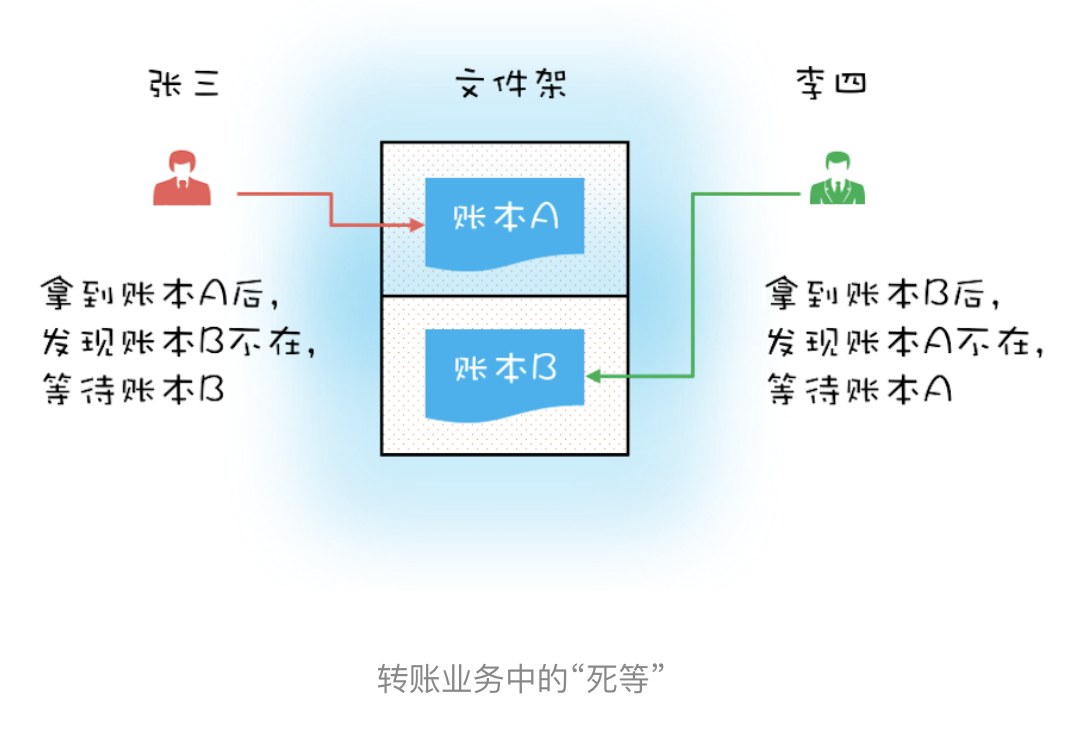 张三
文件架
李四
账本A
拿到账本A后，
发现账本B不在，
等待账本B
账本B
拿到账本B后，
发现账本A不在，
等待账本A
转账业务中的“死等”